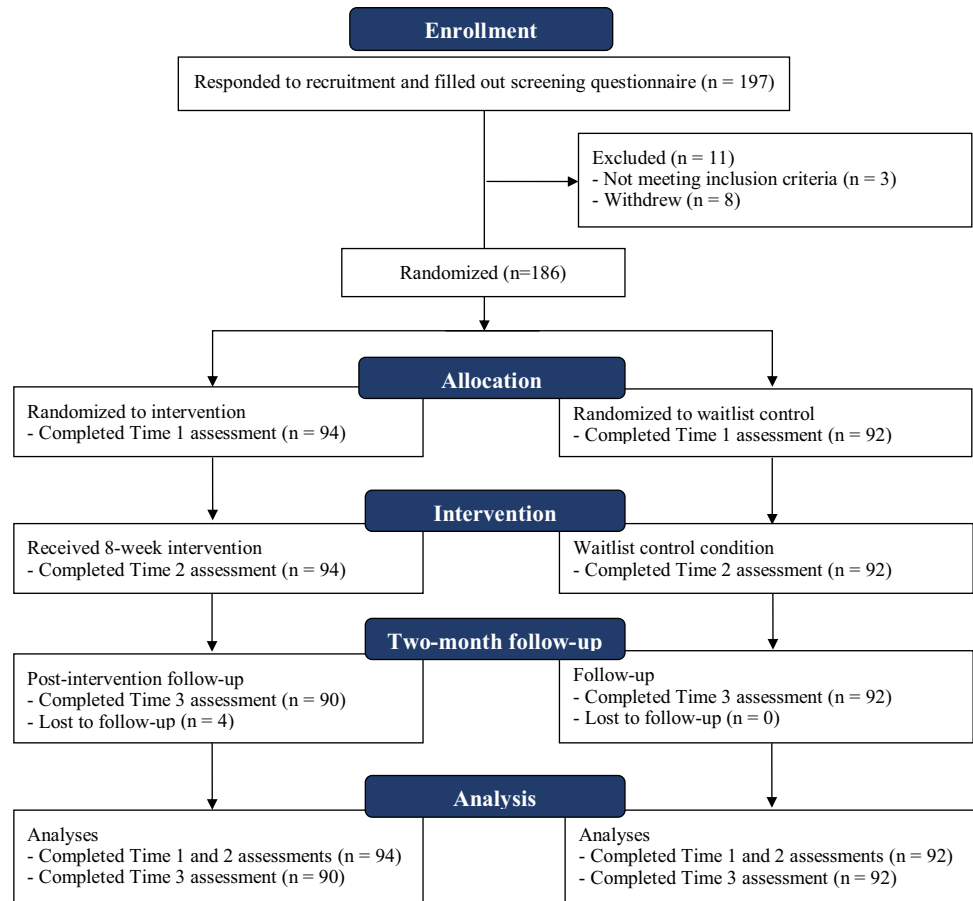 Enrollment
Responded to recruitment and filled out screening questionnaire (n = 197)
Excluded (n = 11)
- Not meeting inclusion criteria (n = 3)
- Withdrew (n = 8)
Randomized (n=186)
Allocation
Randomized to intervention
- Completed Time 1 assessment (n = 94)
Randomized to waitlist control
- Completed Time 1 assessment (n = 92)
Intervention
Received 8-week intervention
- Completed Time 2 assessment (n = 94)
Waitlist control condition
- Completed Time 2 assessment (n = 92)
Two-month follow-up
Post-intervention follow-up
- Completed Time 3 assessment (n = 90)
- Lost to follow-up (n = 4)
Follow-up
- Completed Time 3 assessment (n = 92)
- Lost to follow-up (n = 0)
Analysis
Analyses
- Completed Time 1 and 2 assessments (n = 94)
- Completed Time 3 assessment (n = 90)
Analyses
- Completed Time 1 and 2 assessments (n = 92)
- Completed Time 3 assessment (n = 92)